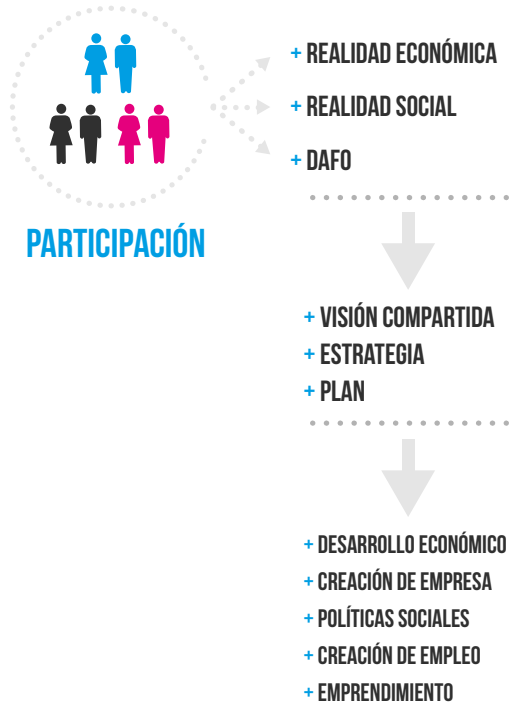 + REALIDAD ECONÓMICA
+ REALIDAD SOCIAL
+ DAFO
PARTICIPACIÓN
+ VISIÓN COMPARTIDA
+ ESTRATEGIA
+ PLAN
+ DESARROLLO ECONÓMICO
+ CREACIÓN DE EMPRESA
+ POLÍTICAS SOCIALES
+ CREACIÓN DE EMPLEO
+ EMPRENDIMIENTO